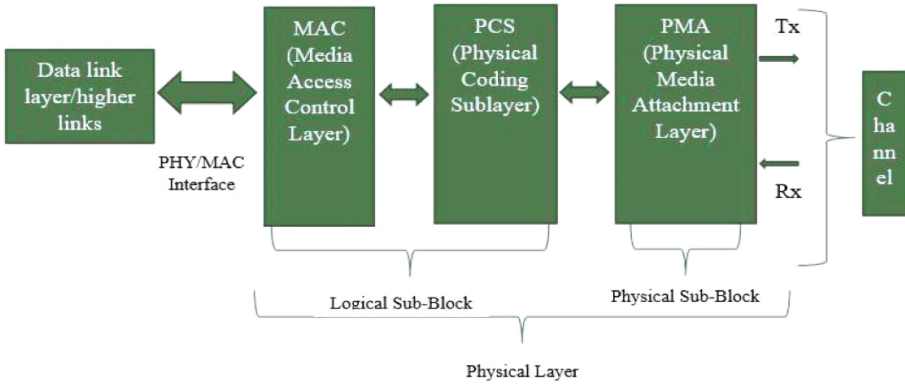 Data link
layer/higher
links
PHY/MAC
Interface
MAC
(Media
Access
Control
Layer)
PCS
(Physical
Coding
Sublayer)
PMA
(Physical
Media
Attachment
Layer)
Tx
Rx
C
ha
nn
el
Logical Sub-Block
Physical Sub-Block
Physical Layer